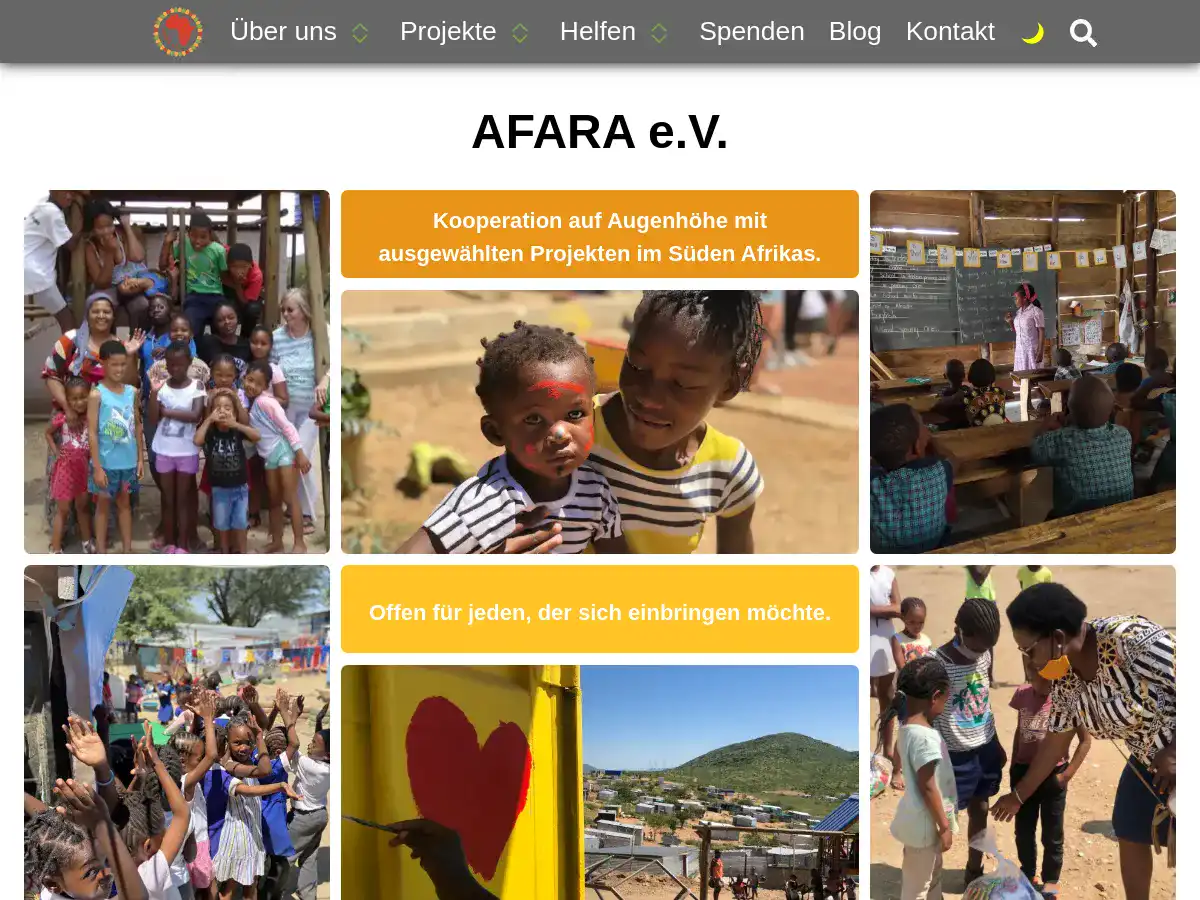 Über uns Projekte Helfen Spenden Blog Kontakt
AFARA e.V.
Kooperation auf Augenhöhe mit
ausgewählten Projekten im Süden Afrikas.
Offen für jeden, der sich einbringen möchte.